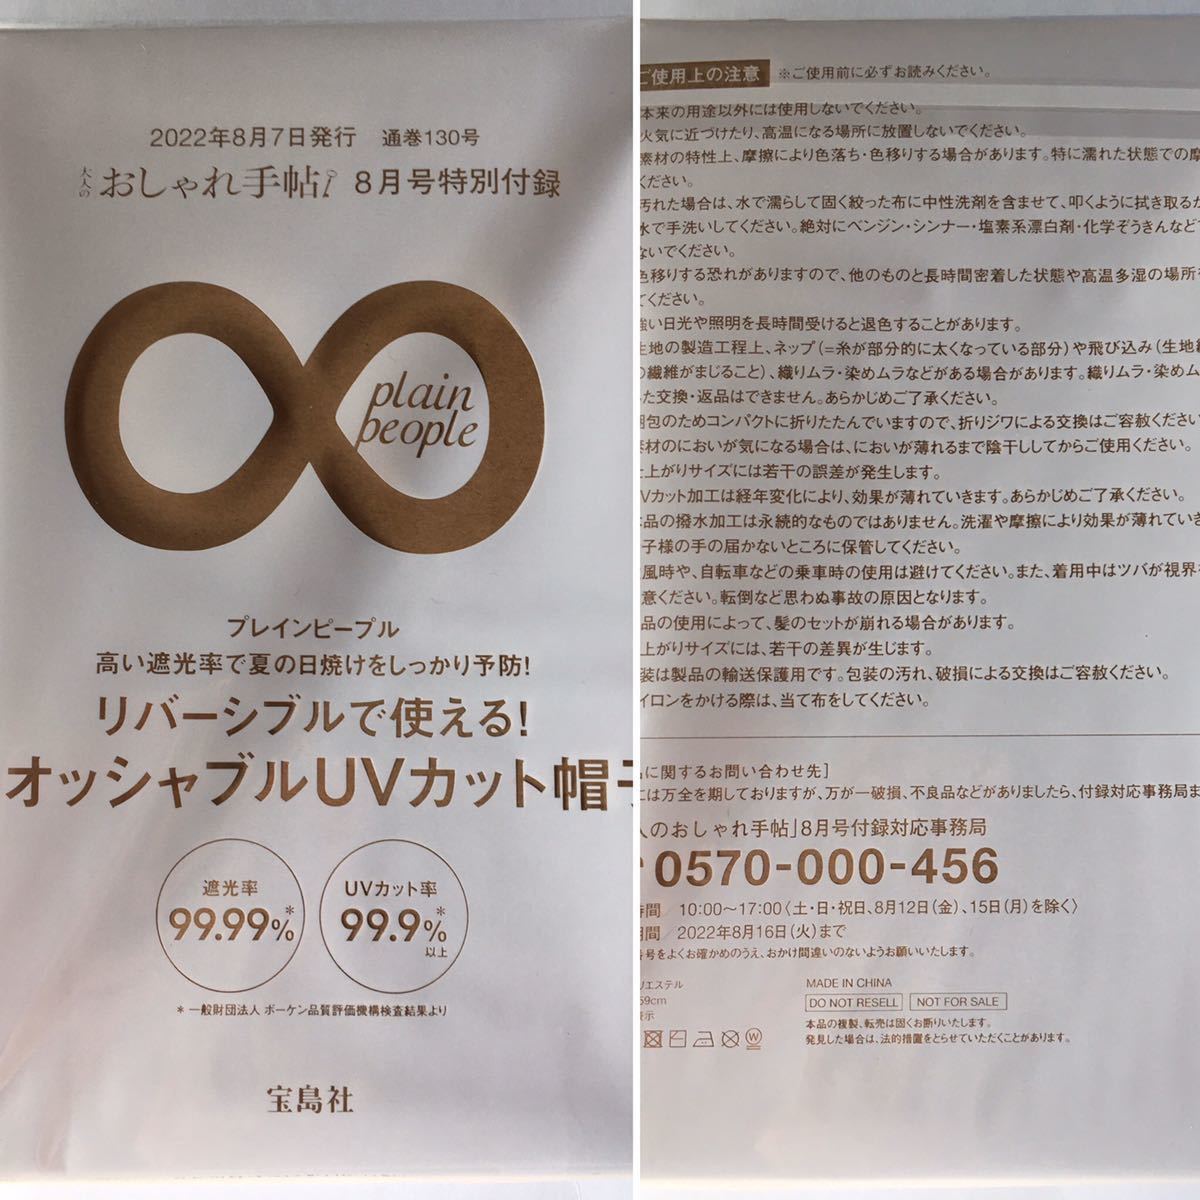 2022年8月7日発行　通巻130号
大人のおしゃれ手帖 8月号特別付録
plain
people
プレインピープル
高い遮光率で夏の日焼けをしっかり予防!
リバーシブルで使える!
オッシャブルUVカット帽子
遮光率
99.99%*
UVカット率
99.9%*
以上
*一般財団法人 ボーケン品質評価機構検査結果より
宝島社
ご使用上の注意　※ご使用前に必ずお読みください。
本来の用途以外には使用しないでください。
火気に近づけたり、高温になる場所に放置しないでください。
素材の特性上、摩擦により色落ち・色移りする場合があります。特に濡れた状態での摩
ください。
汚れた場合は、水で濡らして固く絞った布に中性洗剤を含ませて、叩くように拭き取るか
水で手洗いしてください。絶対にベンジン・シンナー・塩素系漂白剤・化学ぞうきんなど
ないでください。
色移りする恐れがありますので、他のものと長時間密着した状態や高温多湿の場所
てください。
強い日光や照明を長時間受けると退色することがあります。
生地の製造工程上、ネップ(=糸が部分的に太くなっている部分)や飛び込み(生地
の繊維がまじること)、織りムラ・染めムラなどがある場合があります。織りムラ・染めム
た交換・返品はできません。あらかじめご了承ください。
梱包のためコンパクトに折りたたんでいますので、折りジワによる交換はご容赦ください
素材のにおいが気になる場合は、においが薄れるまで陰干ししてからご使用ください。
上がりサイズには若干の誤差が発生します。
Vカット加工は経年変化により、効果が薄れていきます。あらかじめご了承ください。
品の撥水加工は永続的なものではありません。洗濯や摩擦により効果が薄れていき
子様の手の届かないところに保管してください。
風時や、自転車などの乗車時の使用は避けてください。また、着用中はツバが視界を
意ください。転倒など思わぬ事故の原因となります。
品の使用によって、髪のセットが崩れる場合があります。
上がりサイズには、若干の差異が生じます。
装は製品の輸送保護用です。包装の汚れ、破損による交換はご容赦ください。
イロンをかける際は、当て布をしてください。
に関するお問い合わせ先]
には万全を期しておりますが、万が一破損、不良品などがありましたら、付録対応事務局ま
人のおしゃれ手帖」8月号付録対応事務局
0570-000-456
時間／10:00〜17:00〈土・日・祝日、8月12日(金)、15日(月)を除く〉
期間／2022年8月16日(火)まで
番号をよくお確かめのうえ、おかけ間違いのないようお願いいたします。
リエステル
59cm
表示
MADE IN CHINA
DO NOT RESELL　NOT FOR SALE
本品の複製、転売は固くお断りいたします。
発見した場合は、法的措置をとらせていただくことがあります。
W